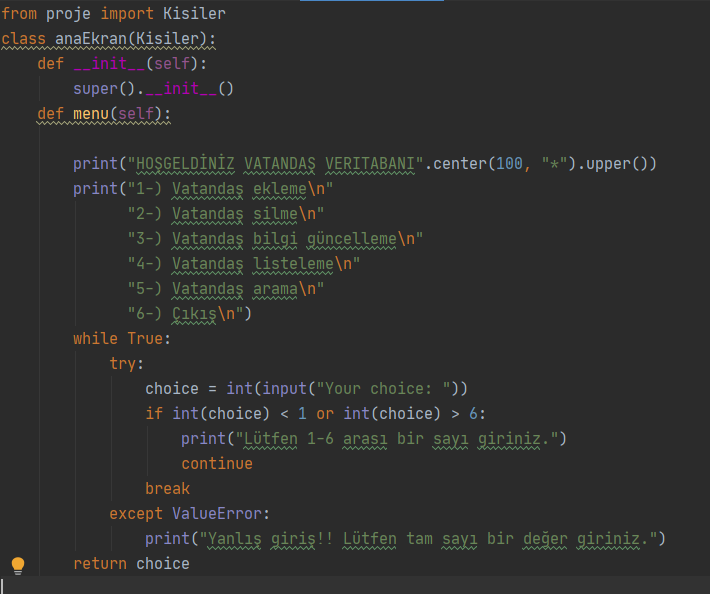 from proje import Kisiler
class anaEkran(Kisiler):
    def __init__(self):
        super().__init__()
    def menu(self):

        print("HOŞGELDİNİZ VATANDAŞ VERITABANI".center(100, "*").upper())
        print("1-) Vatandaş ekleme\n"
              "2-) Vatandaş silme\n"
              "3-) Vatandaş bilgi güncelleme\n"
              "4-) Vatandaş listeleme\n"
              "5-) Vatandaş arama\n"
              "6-) Çıkış\n")
        while True:
            try:
                choice = int(input("Your choice: "))
                if int(choice) < 1 or int(choice) > 6:
                    print("Lütfen 1-6 arası bir sayı giriniz.")
                    continue
                break
            except ValueError:
                print("Yanlış giriş!! Lütfen tam sayı bir değer giriniz.")
        return choice